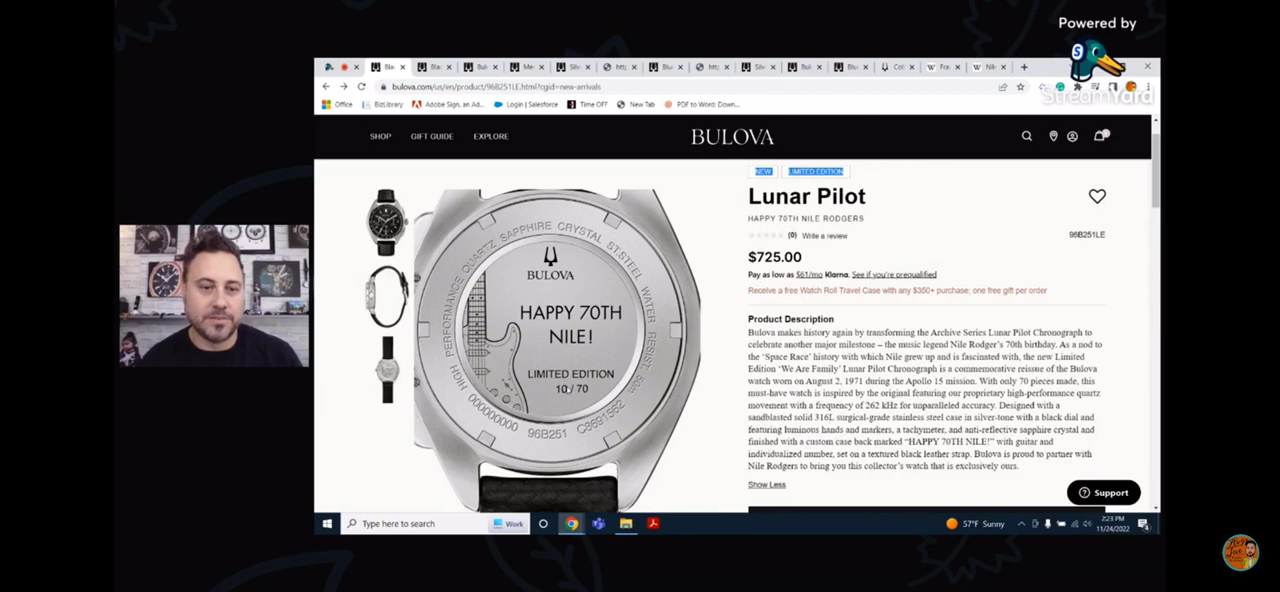 Powered by
StreamYard
bulova.com/us/en/product/96B251LE.html?cgid=new-arrivals
Office
BizLibrary
Adobe Sign, an Ad...
Login | Salesforce
Time OFF
New Tab
PDF to Word: Down...
SHOP
GIFT GUIDE
EXPLORE
BULOVA
NEW
LIMITED EDITION
Lunar Pilot
HAPPY 70TH NILE RODGERS
(0) Write a review
96B251LE
$725.00
Pay as low as $61/mo Klarna. See if you're prequalified
Receive a free Watch Roll Travel Case with any $350+ purchase; one free gift per order
Product Description
Bulova makes history again by transforming the Archive Series Lunar Pilot Chronograph to
celebrate another major milestone – the music legend Nile Rodger's 70th birthday. As a nod to
the 'Space Race' history with which Nile grew up and is fascinated with, the new Limited
Edition 'We Are Family' Lunar Pilot Chronograph is a commemorative reissue of the Bulova
watch worn on August 2, 1971 during the Apollo 15 mission. With only 70 pieces made, this
must-have watch is inspired by the original featuring our proprietary high-performance quartz
movement with a frequency of 262 kHz for unparalleled accuracy. Designed with a
sandblasted solid 316L surgical-grade stainless steel case in silver-tone with a black dial and
featuring luminous hands and markers, a tachymeter, and anti-reflective sapphire crystal and
finished with a custom case back marked "HAPPY 70TH NILE!" with guitar and
individualized number, set on a textured black leather strap. Bulova is proud to partner with
Nile Rodgers to bring you this collector's watch that is exclusively ours.
Show Less
Support
HIGH PERFORMANCE QUARTZ SAPPHIRE CRYSTAL ST.STEEL WATER RESIST
000000000 96B251 C8691562
BULOVA
HAPPY 70TH
NILE!
LIMITED EDITION
10 / 70
Type here to search
Work
57°F Sunny
2:23 PM
11/24/2022